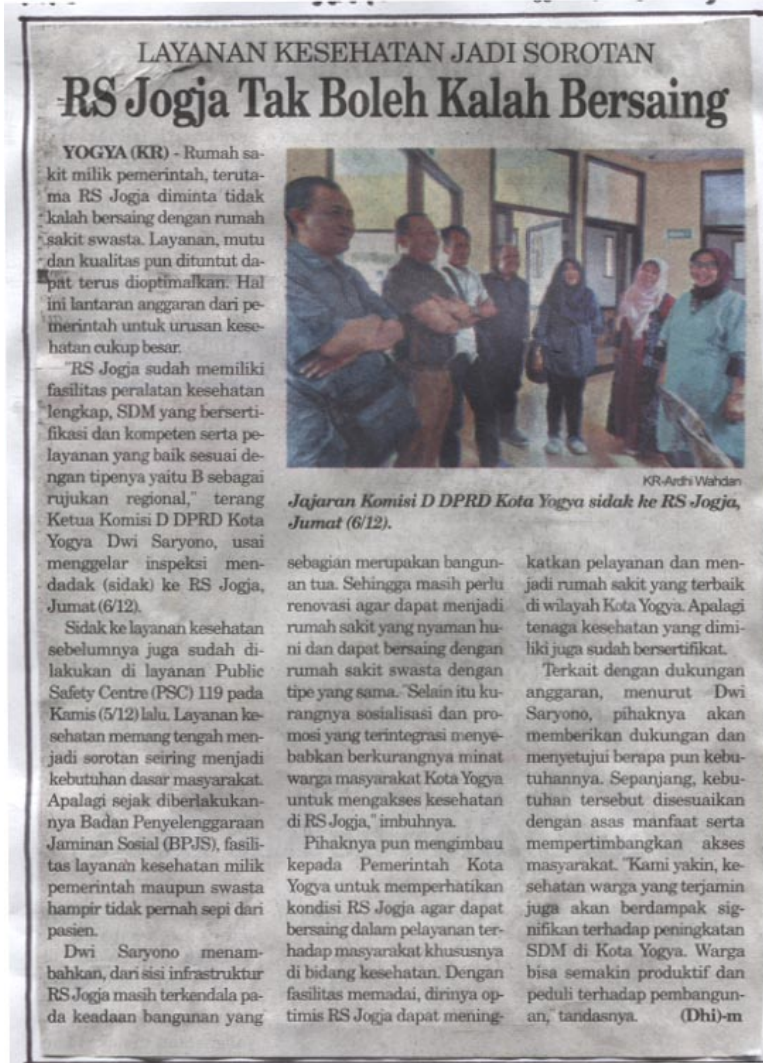 LAYANAN KESEHATAN JADI SOROTAN
RS Jogja Tak Boleh Kalah Bersaing
YOGYA (KR) - Rumah sa-
kit milik pemerintah, teruta-
ma RS Jogja diminta tidak
kalah bersaing dengan rumah
sakit swasta. Layanan, mutu
dan kualitas pun dituntut da-
pat terus dioptimalkan. Hal
ini lantaran anggaran dari pe-
merintah untuk urusan kese-
hatan cukup besar.
"RS Jogja sudah memiliki
fasilitas peralatan kesehatan
lengkap, SDM yang berserti-
fikasi dan kompeten serta pe-
layanan yang baik sesuai de-
ngan tipenya yaitu B sebagai
rujukan regional," terang
Ketua Komisi D DPRD Kota
Yogya Dwi Saryono, usai
menggelar inspeksi men-
dadak (sidak) ke RS Jogja,
Jumat (6/12).
Sidak ke layanan kesehatan
sebelumnya juga sudah di-
lakukan di layanan Public
Safety Centre (PSC) 119 pada
Kamis (5/12) lalu. Layanan ke-
sehatan memang tengah men-
jadi sorotan seiring menjadi
kebutuhan dasar masyarakat.
Apalagi sejak diberlakukan-
nya Badan Penyelenggaraan
Jaminan Sosial (BPJS), fasili-
tas layanan kesehatan milik
pemerintah maupun swasta
hampir tidak pernah sepi dari
pasien.
Dwi Saryono menam-
bahkan, dari sisi infrastruktur
RS Jogja masih terkendala pa-
da keadaan bangunan yang
KR-Ardhi Wahdan
Jajaran Komisi D DPRD Kota Yogya sidak ke RS Jogja,
Jumat (6/12).
sebagian merupakan bangun-
an tua. Sehingga masih perlu
renovasi agar dapat menjadi
rumah sakit yang nyaman hu-
ni dan dapat bersaing dengan
rumah sakit swasta dengan
tipe yang sama. "Selain itu ku-
rangnya sosialisasi dan pro-
mosi yang terintegrasi menye-
babkan berkurangnya minat
warga masyarakat Kota Yogya
untuk mengakses kesehatan
di RS Jogja," imbuhnya.
Pihaknya pun mengimbau
kepada Pemerintah Kota
Yogya untuk memperhatikan
kondisi RS Jogja agar dapat
bersaing dalam pelayanan ter-
hadap masyarakat khususnya
di bidang kesehatan. Dengan
fasilitas memadai, dirinya op-
timis RS Jogja dapat mening-
katkan pelayanan dan men-
jadi rumah sakit yang terbaik
di wilayah Kota Yogya. Apalagi
tenaga kesehatan yang dimi-
liki juga sudah bersertifikat.
Terkait dengan dukungan
anggaran, menurut Dwi
Saryono, pihaknya akan
memberikan dukungan dan
menyetujui berapa pun kebu-
tuhannya. Sepanjang, kebu-
tuhan tersebut disesuaikan
dengan asas manfaat serta
mempertimbangkan akses
masyarakat. "Kami yakin, ke-
sehatan warga yang terjamin
juga akan berdampak sig-
nifikan terhadap peningkatan
SDM di Kota Yogya. Warga
bisa semakin produktif dan
peduli terhadap pembangun-
an," tandasnya. (Dhi)-m